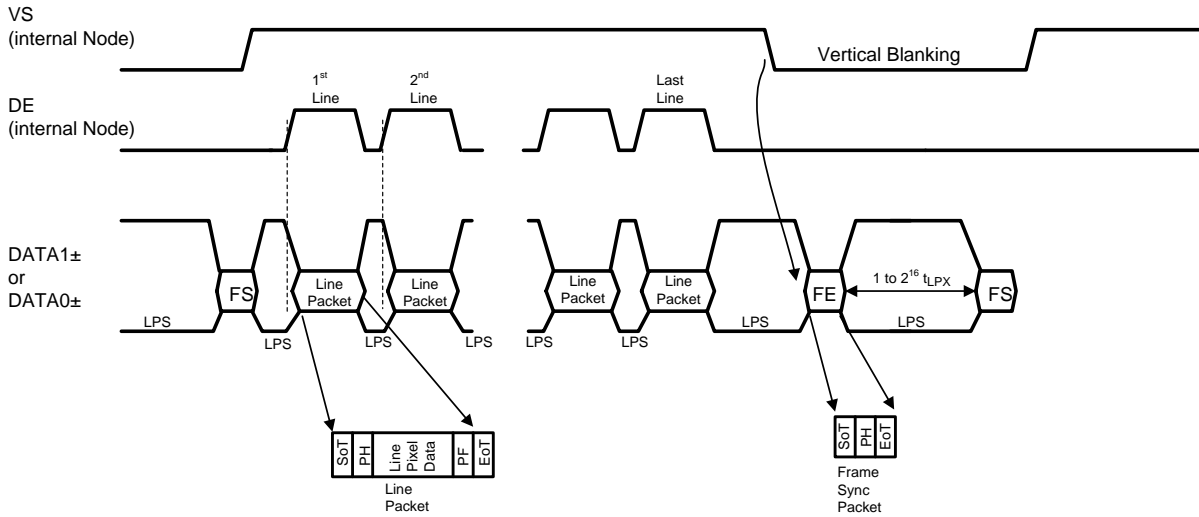 VS
(internal Node)
Vertical Blanking
DE
(internal Node)
1st
Line
2nd
Line
Last
Line
DATA1±
or
DATA0±
FS
Line
Packet
Line
Packet
Line
Packet
Line
Packet
FE
1 to 2^16 tLPX
FS
LPS
LPS
LPS
LPS
LPS
LPS
LPS
LPS
SoT
PH
Line
Pixel
Data
PF
EoT
Line
Packet
SoT
PH
EoT
Frame
Sync
Packet